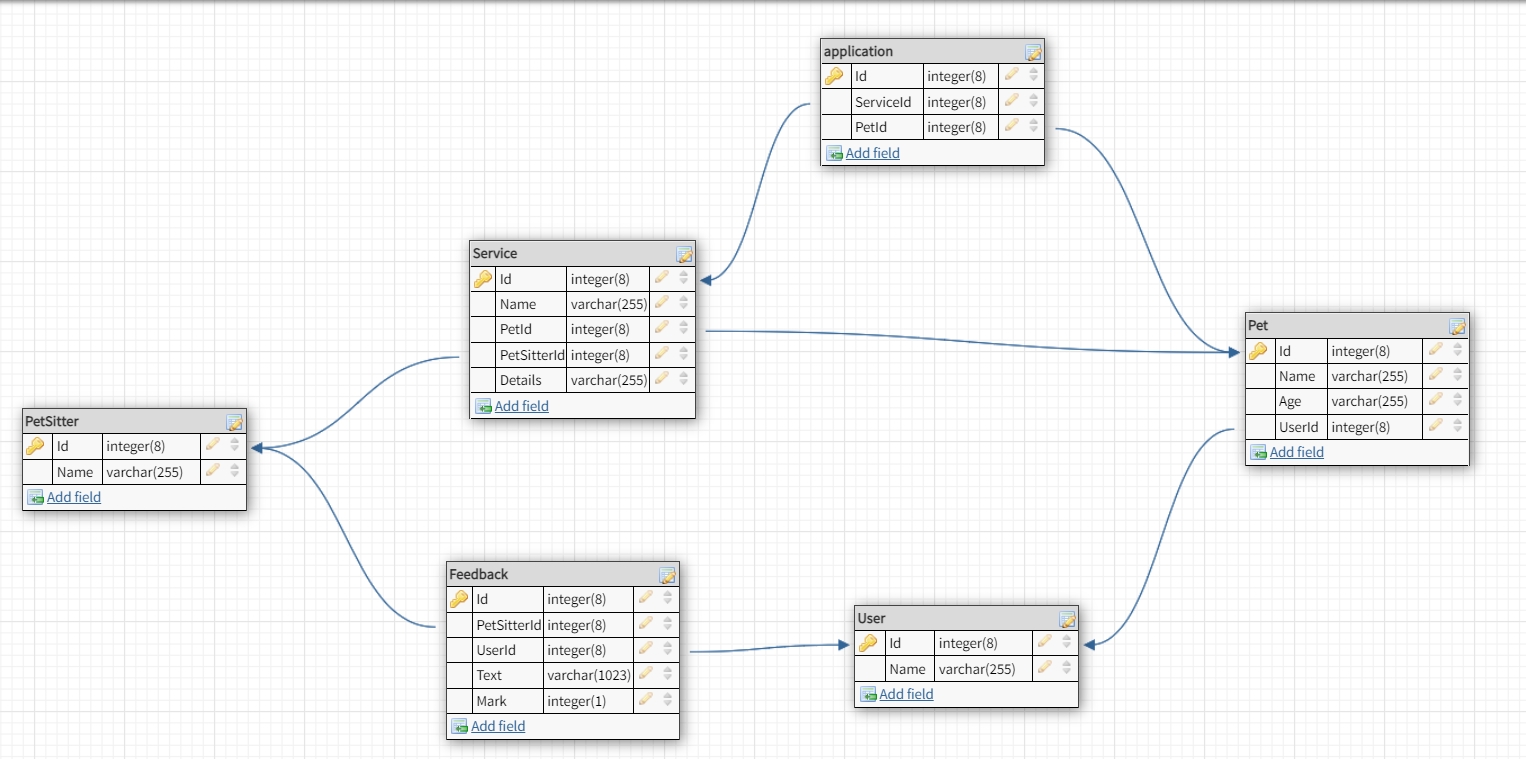 application
Id integer(8)
ServiceId integer(8)
PetId integer(8)
Add field
Service
Id integer(8)
Name varchar(255)
PetId integer(8)
PetSitterId integer(8)
Details varchar(255)
Add field
Pet
Id integer(8)
Name varchar(255)
Age varchar(255)
UserId integer(8)
Add field
PetSitter
Id integer(8)
Name varchar(255)
Add field
Feedback
Id integer(8)
PetSitterId integer(8)
UserId integer(8)
Text varchar(1023)
Mark integer(1)
Add field
User
Id integer(8)
Name varchar(255)
Add field